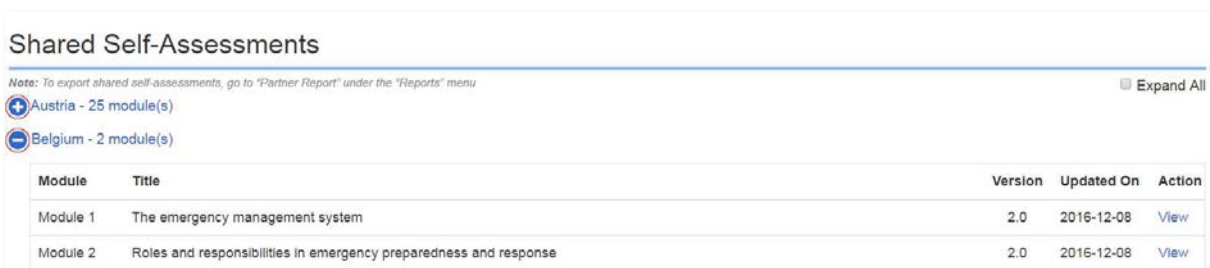 Shared Self-Assessments
Note: To export shared self-assessments, go to "Partner Report" under the "Reports" menu
Expand All
Austria - 25 module(s)
Belgium - 2 module(s)
Module Title Version Updated On Action
Module 1 The emergency management system 2.0 2016-12-08 View
Module 2 Roles and responsibilities in emergency preparedness and response 2.0 2016-12-08 View